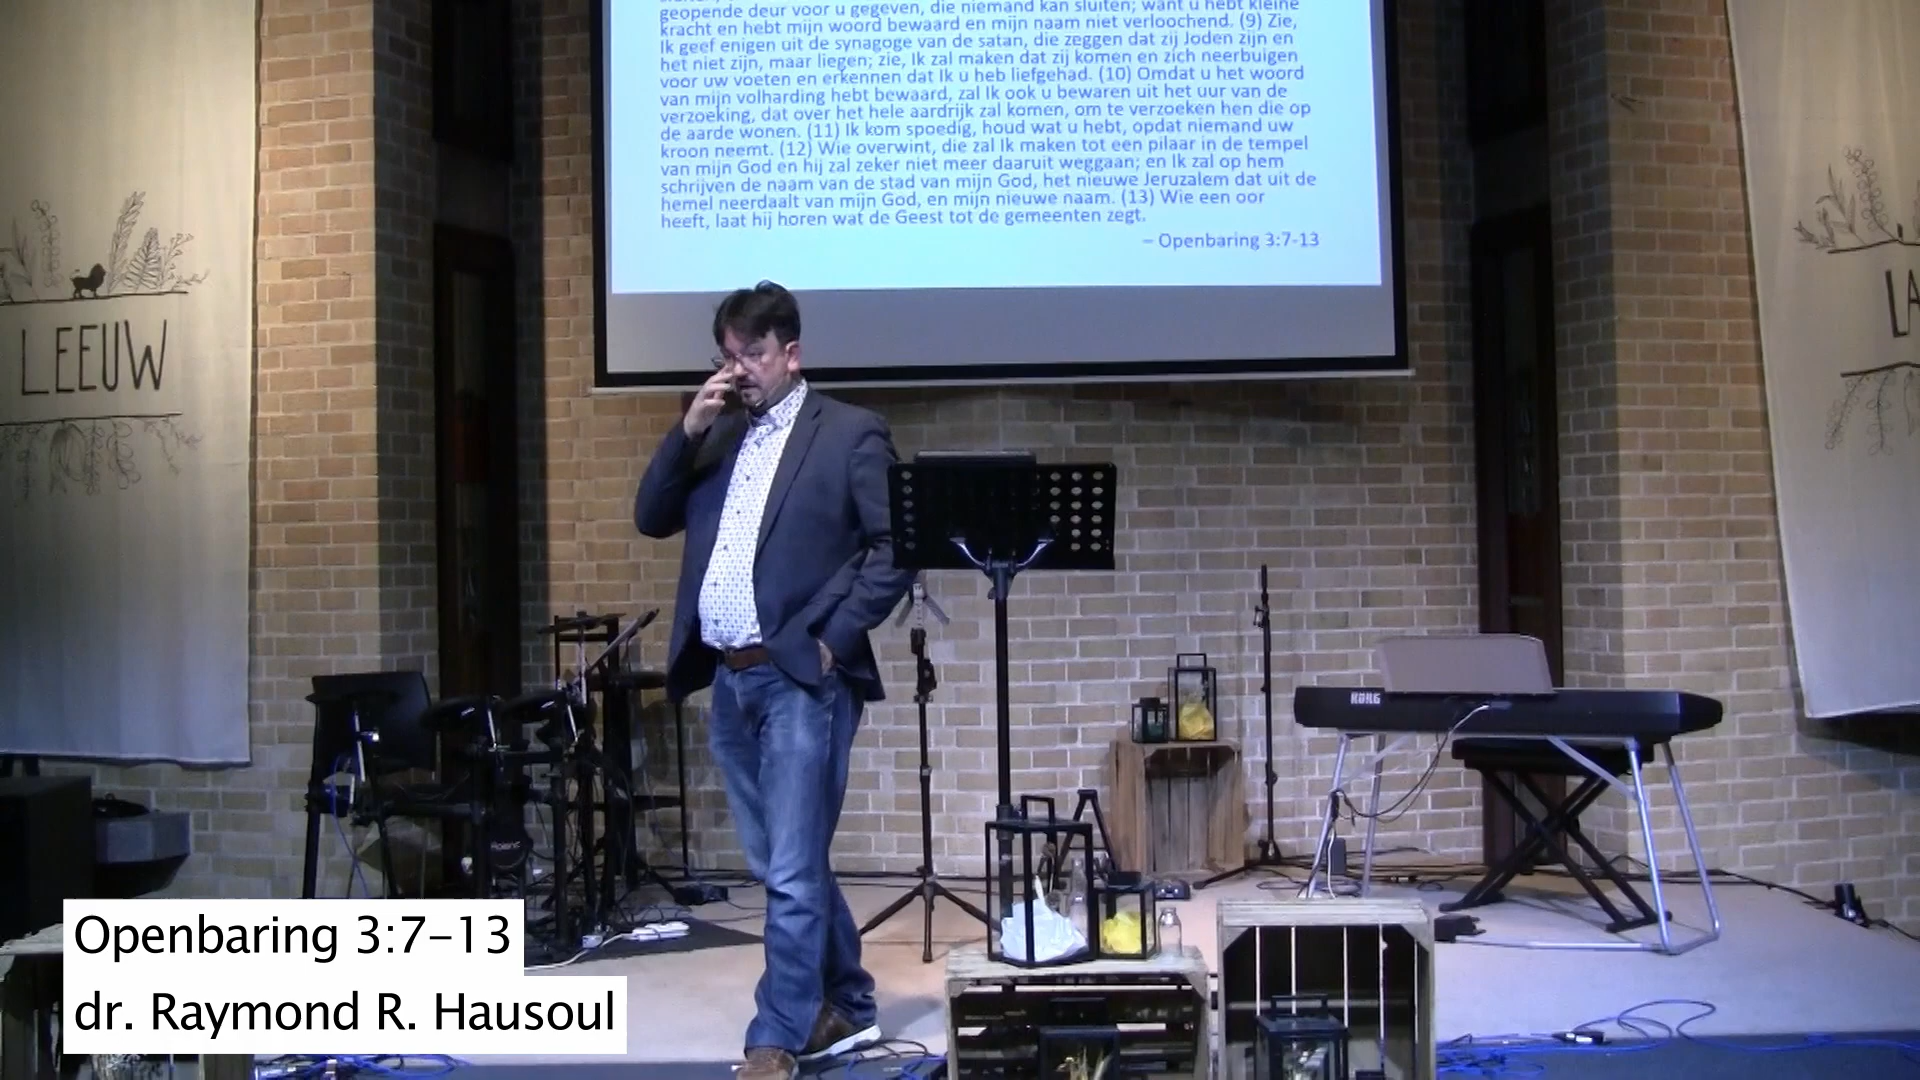 geopende deur voor u gegeven, die niemand kan sluiten; want u hebt kleine
kracht en hebt mijn woord bewaard en mijn naam niet verloochend. (9) Zie,
Ik geef enigen uit de synagoge van de satan, die zeggen dat zij Joden zijn en
het niet zijn, maar liegen; zie, Ik zal maken dat zij komen en zich neerbuigen
voor uw voeten en erkennen dat Ik u heb liefgehad. (10) Omdat u het woord
van mijn volharding hebt bewaard, zal Ik ook u bewaren uit het uur van de
verzoeking, dat over het hele aardrijk zal komen, om te verzoeken hen die op
de aarde wonen. (11) Ik kom spoedig, houd wat u hebt, opdat niemand uw
kroon neemt. (12) Wie overwint, die zal Ik maken tot een pilaar in de tempel
van mijn God en hij zal zeker niet meer daaruit weggaan; en Ik zal op hem
schrijven de naam van de stad van mijn God, het nieuwe Jeruzalem dat uit de
hemel neerdaalt van mijn God, en mijn nieuwe naam. (13) Wie een oor
heeft, laat hij horen wat de Geest tot de gemeenten zegt.
– Openbaring 3:7-13
LEEUW
LA
KORG
Roland
Openbaring 3:7–13
dr. Raymond R. Hausoul